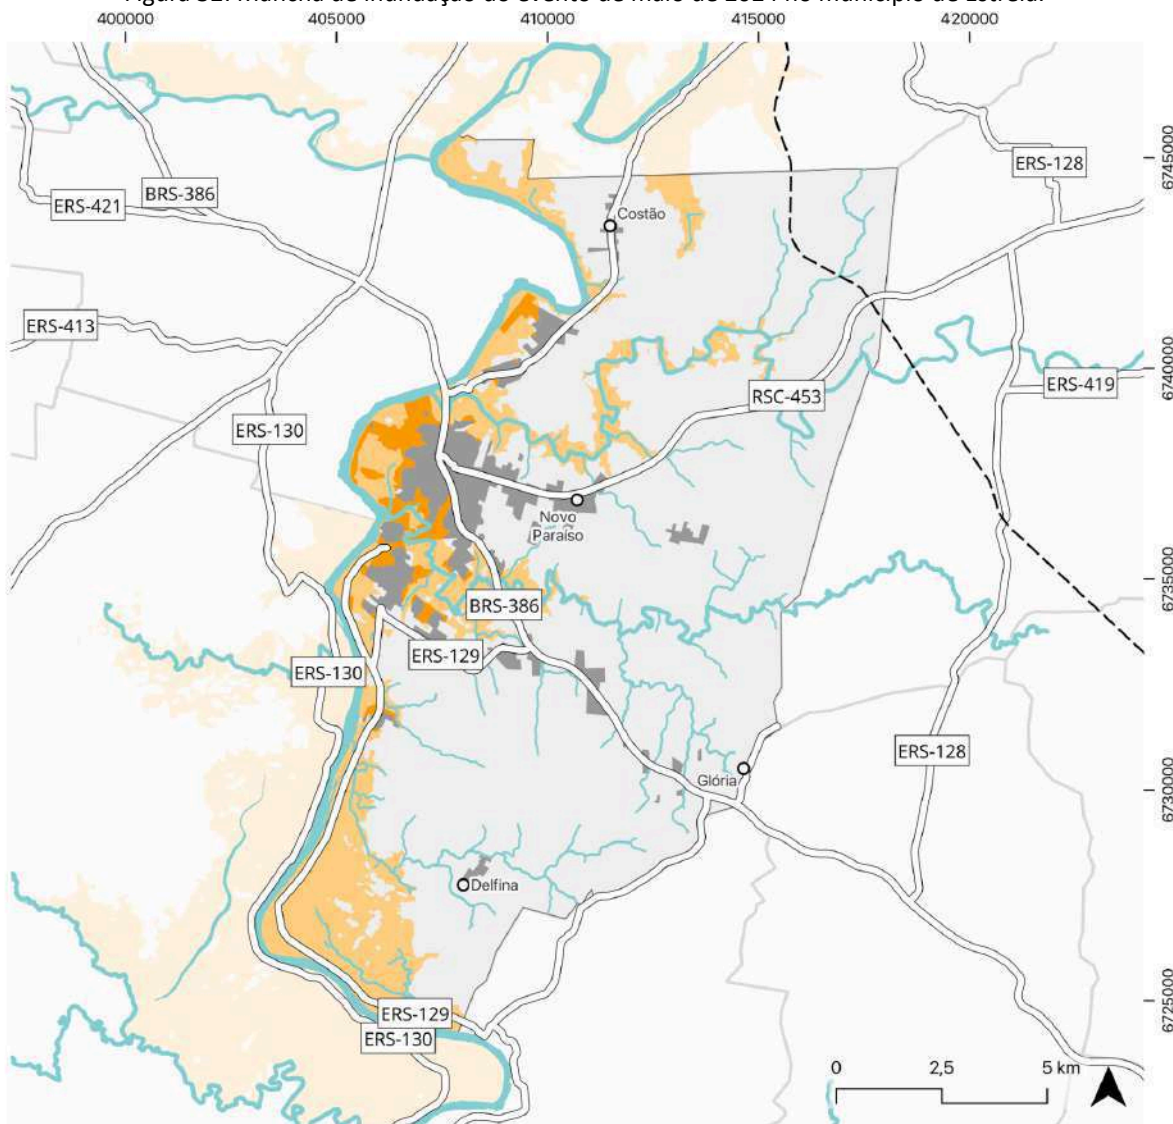 400000
405000
410000
415000
420000
6745000
ERS-128
BRS-386
ERS-421
Costão
ERS-413
6740000
ERS-419
RSC-453
ERS-130
Novo
Paraíso
6735000
BRS-386
ERS-129
ERS-130
ERS-128
Glória
6730000
Delfina
6725000
ERS-129
ERS-130
0
2,5
5 km